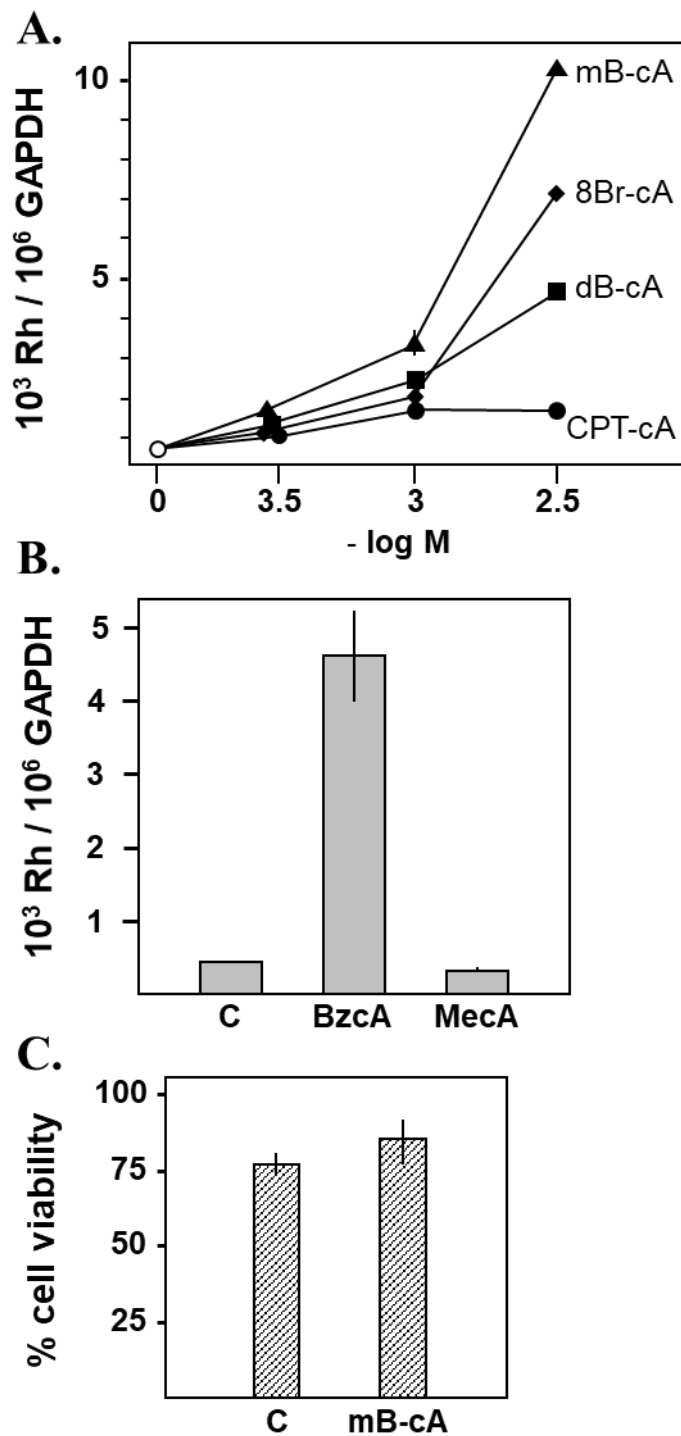 A.
10³ Rh / 10⁶ GAPDH
10
5
mB-cA
8Br-cA
dB-cA
CPT-cA
0 3.5 3 2.5
- log M
B.
10³ Rh / 10⁶ GAPDH
5
4
3
2
1
C BzcA MecA
C.
% cell viability
100
75
50
25
C mB-cA